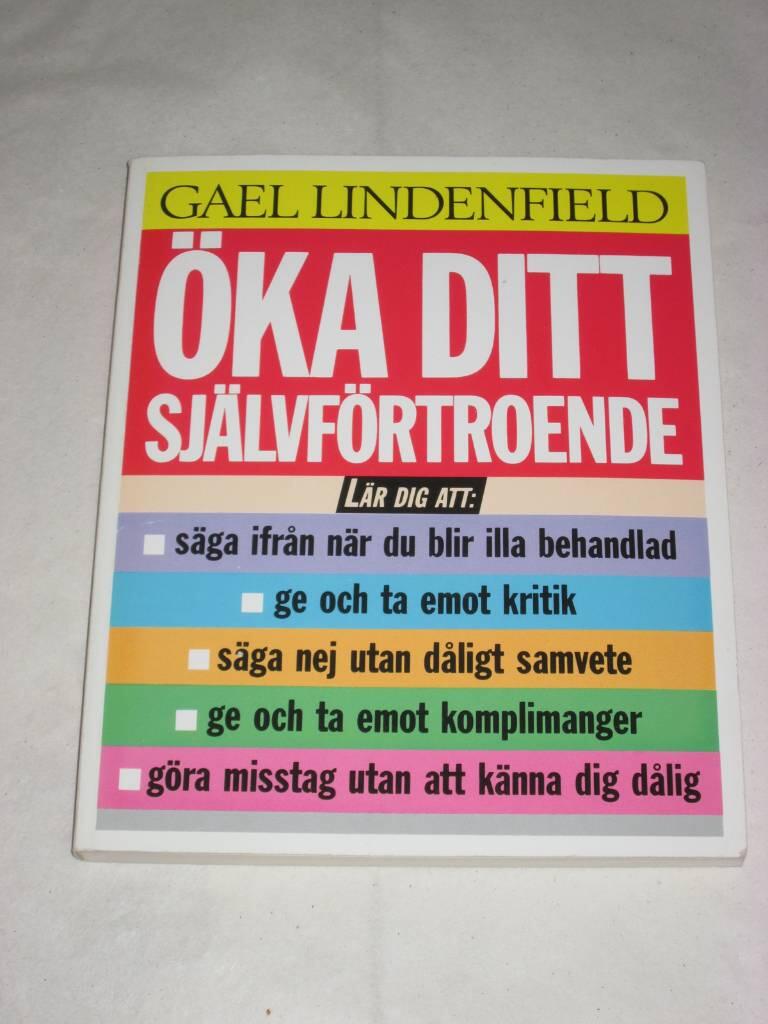 GAEL LINDENFIELD
ÖKA DITT
SJÄLVFÖRTROENDE
LÄR DIG ATT:
säga ifrån när du blir illa behandlad
ge och ta emot kritik
säga nej utan dåligt samvete
ge och ta emot komplimanger
göra misstag utan att känna dig dålig